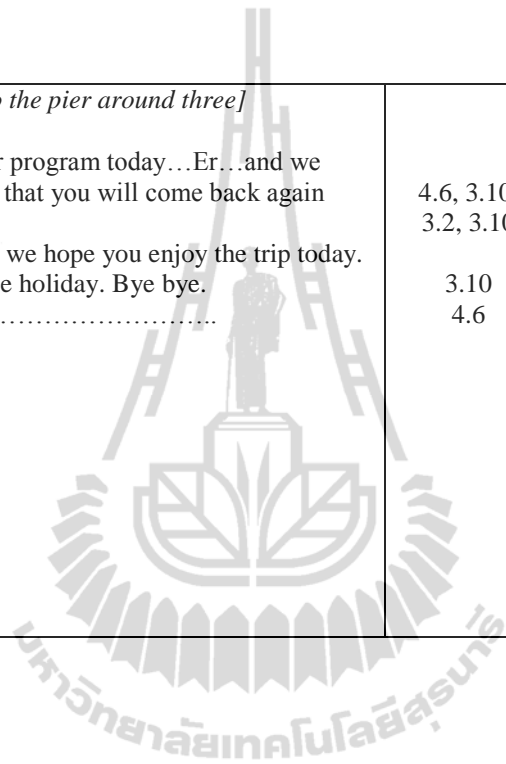 the pier around three]
r program today…Er…and we
that you will come back again 4.6, 3.10
3.2, 3.10
we hope you enjoy the trip today.
e holiday. Bye bye. 3.10
…………………….. 4.6
มหาวิทยาลัยเทคโนโลยีสุรนารี